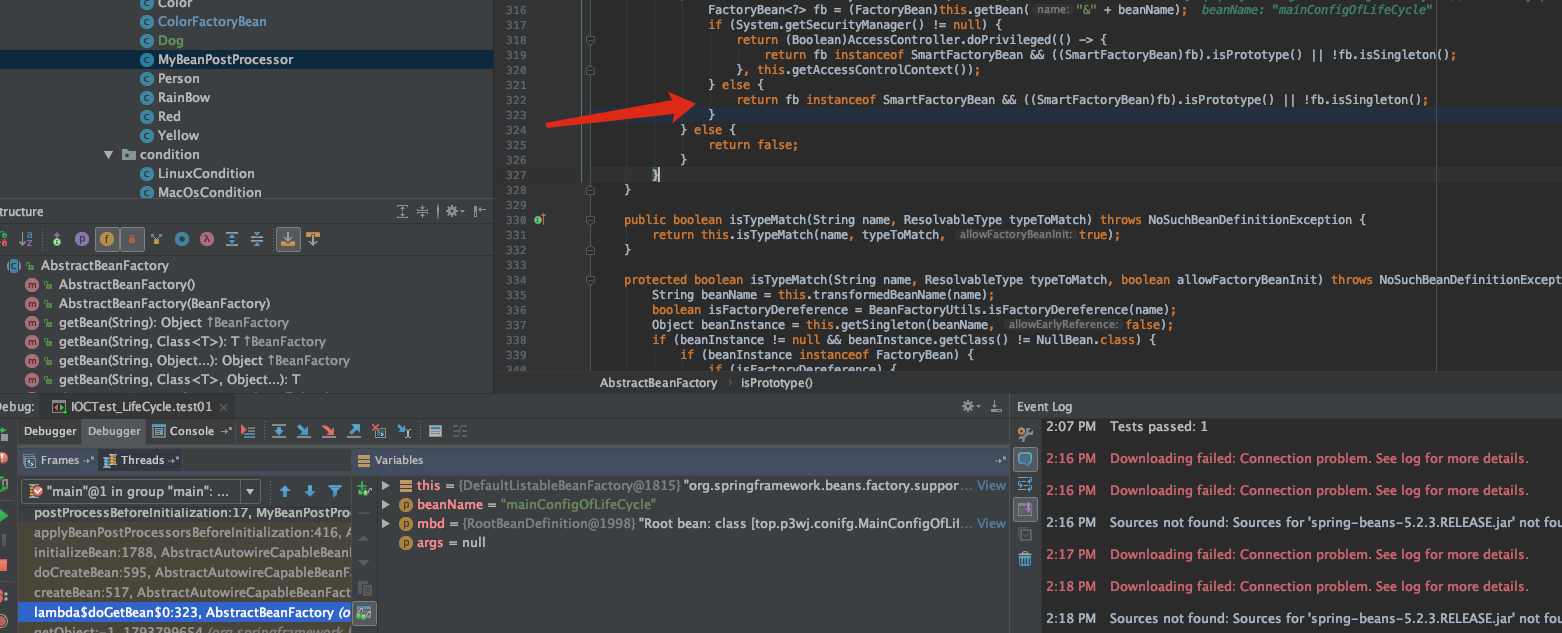 Color
ColorFactoryBean
Dog
MyBeanPostProcessor
Person
RainBow
Red
Yellow
condition
LinuxCondition
MacOsCondition
tructure
AbstractBeanFactory
AbstractBeanFactory()
AbstractBeanFactory(BeanFactory)
getBean(String): Object ↑BeanFactory
getBean(String, Class<T>): T ↑BeanFactory
getBean(String, Object...): Object ↑BeanFactory
getBean(String, Class<T>, Object...): T
316 FactoryBean<?> fb = (FactoryBean)this.getBean( name: "&" + beanName); beanName: "mainConfigOfLifeCycle"
317 if (System.getSecurityManager() != null) {
318 return (Boolean)AccessController.doPrivileged(() -> {
319 return fb instanceof SmartFactoryBean && ((SmartFactoryBean)fb).isPrototype() || !fb.isSingleton();
320 }, this.getAccessControlContext());
321 } else {
322 return fb instanceof SmartFactoryBean && ((SmartFactoryBean)fb).isPrototype() || !fb.isSingleton();
323 }
324 } else {
325 return false;
326 }
327 }
328 }
329
330 public boolean isTypeMatch(String name, ResolvableType typeToMatch) throws NoSuchBeanDefinitionException {
331 return this.isTypeMatch(name, typeToMatch, allowFactoryBeanInit: true);
332 }
333
334 protected boolean isTypeMatch(String name, ResolvableType typeToMatch, boolean allowFactoryBeanInit) throws NoSuchBeanDefinitionExcept
335 String beanName = this.transformedBeanName(name);
336 boolean isFactoryDereference = BeanFactoryUtils.isFactoryDereference(name);
337 Object beanInstance = this.getSingleton(beanName, allowEarlyReference: false);
338 if (beanInstance != null && beanInstance.getClass() != NullBean.class) {
339 if (beanInstance instanceof FactoryBean) {
340 if (isFactoryDereference) {
AbstractBeanFactory › isPrototype()
Debug: IOCTest_LifeCycle.test01 ×
Debugger Debugger Console
Frames Threads
"main"@1 in group "main": ...
postProcessBeforeInitialization:17, MyBeanPostPro
applyBeanPostProcessorsBeforeInitialization:416, A
initializeBean:1788, AbstractAutowireCapableBeanI
doCreateBean:595, AbstractAutowireCapableBeanF
createBean:517, AbstractAutowireCapableBeanFact
lambda$doGetBean$0:323, AbstractBeanFactory (o
getObject:-1, 1793799654 (org.springframework.
Variables
this = {DefaultListableBeanFactory@1815} "org.springframework.beans.factory.suppor... View
beanName = "mainConfigOfLifeCycle"
mbd = {RootBeanDefinition@1998} "Root bean: class [top.p3wj.conifg.MainConfigOfLif... View
args = null
Event Log
2:07 PM Tests passed: 1
2:16 PM Downloading failed: Connection problem. See log for more details.
2:16 PM Downloading failed: Connection problem. See log for more details.
2:16 PM Sources not found: Sources for 'spring-beans-5.2.3.RELEASE.jar' not fou
2:17 PM Downloading failed: Connection problem. See log for more details.
2:18 PM Downloading failed: Connection problem. See log for more details.
2:18 PM Sources not found: Sources for 'spring-beans-5.2.3.RELEASE.jar' not fou